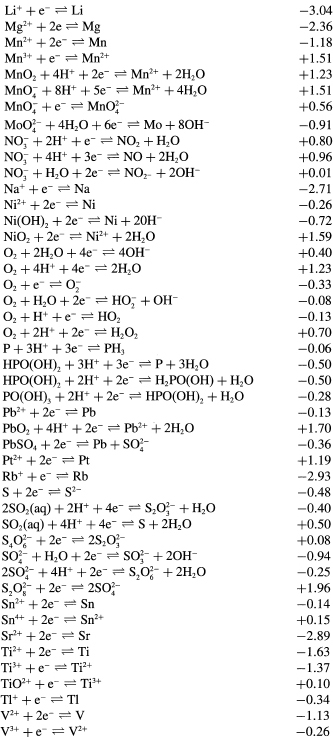 Li⁺ + e⁻ ⇌ Li −3.04
Mg²⁺ + 2e ⇌ Mg −2.36
Mn²⁺ + 2e⁻ ⇌ Mn −1.18
Mn³⁺ + e⁻ ⇌ Mn²⁺ +1.51
MnO₂ + 4H⁺ + 2e⁻ ⇌ Mn²⁺ + 2H₂O +1.23
MnO₄⁻ + 8H⁺ + 5e⁻ ⇌ Mn²⁺ + 4H₂O +1.51
MnO₄⁻ + e⁻ ⇌ MnO₄²⁻ +0.56
MoO₄²⁻ + 4H₂O + 6e⁻ ⇌ Mo + 8OH⁻ −0.91
NO₃⁻ + 2H⁺ + e⁻ ⇌ NO₂ + H₂O +0.80
NO₃⁻ + 4H⁺ + 3e⁻ ⇌ NO + 2H₂O +0.96
NO₃⁻ + H₂O + 2e⁻ ⇌ NO₂₋ + 2OH⁻ +0.01
Na⁺ + e⁻ ⇌ Na −2.71
Ni²⁺ + 2e⁻ ⇌ Ni −0.26
Ni(OH)₂ + 2e⁻ ⇌ Ni + 20H⁻ −0.72
NiO₂ + 2e⁻ ⇌ Ni²⁺ + 2H₂O +1.59
O₂ + 2H₂O + 4e⁻ ⇌ 4OH⁻ +0.40
O₂ + 4H⁺ + 4e⁻ ⇌ 2H₂O +1.23
O₂ + e⁻ ⇌ O₂⁻ −0.33
O₂ + H₂O + 2e⁻ ⇌ HO₂⁻ + OH⁻ −0.08
O₂ + H⁺ + e⁻ ⇌ HO₂ −0.13
O₂ + 2H⁺ + 2e⁻ ⇌ H₂O₂ +0.70
P + 3H⁺ + 3e⁻ ⇌ PH₃ −0.06
HPO(OH)₂ + 3H⁺ + 3e⁻ ⇌ P + 3H₂O −0.50
HPO(OH)₂ + 2H⁺ + 2e⁻ ⇌ H₂PO(OH) + H₂O −0.50
PO(OH)₃ + 2H⁺ + 2e⁻ ⇌ HPO(OH)₂ + H₂O −0.28
Pb²⁺ + 2e⁻ ⇌ Pb −0.13
PbO₂ + 4H⁺ + 2e⁻ ⇌ Pb²⁺ + 2H₂O +1.70
PbSO₄ + 2e⁻ ⇌ Pb + SO₄²⁻ −0.36
Pt²⁺ + 2e⁻ ⇌ Pt +1.19
Rb⁺ + e⁻ ⇌ Rb −2.93
S + 2e⁻ ⇌ S²⁻ −0.48
2SO₂(aq) + 2H⁺ + 4e⁻ ⇌ S₂O₃²⁻ + H₂O −0.40
SO₂(aq) + 4H⁺ + 4e⁻ ⇌ S + 2H₂O +0.50
S₄O₆²⁻ + 2e⁻ ⇌ 2S₂O₃²⁻ +0.08
SO₄²⁻ + H₂O + 2e⁻ ⇌ SO₃²⁻ + 2OH⁻ −0.94
2SO₄²⁻ + 4H⁺ + 2e⁻ ⇌ S₂O₆²⁻ + 2H₂O −0.25
S₂O₈²⁻ + 2e⁻ ⇌ 2SO₄²⁻ +1.96
Sn²⁺ + 2e⁻ ⇌ Sn −0.14
Sn⁴⁺ + 2e⁻ ⇌ Sn²⁺ +0.15
Sr²⁺ + 2e⁻ ⇌ Sr −2.89
Ti²⁺ + 2e⁻ ⇌ Ti −1.63
Ti³⁺ + e⁻ ⇌ Ti²⁺ −1.37
TiO²⁺ + e⁻ ⇌ Ti³⁺ +0.10
Tl⁺ + e⁻ ⇌ Tl −0.34
V²⁺ + 2e⁻ ⇌ V −1.13
V³⁺ + e⁻ ⇌ V²⁺ −0.26